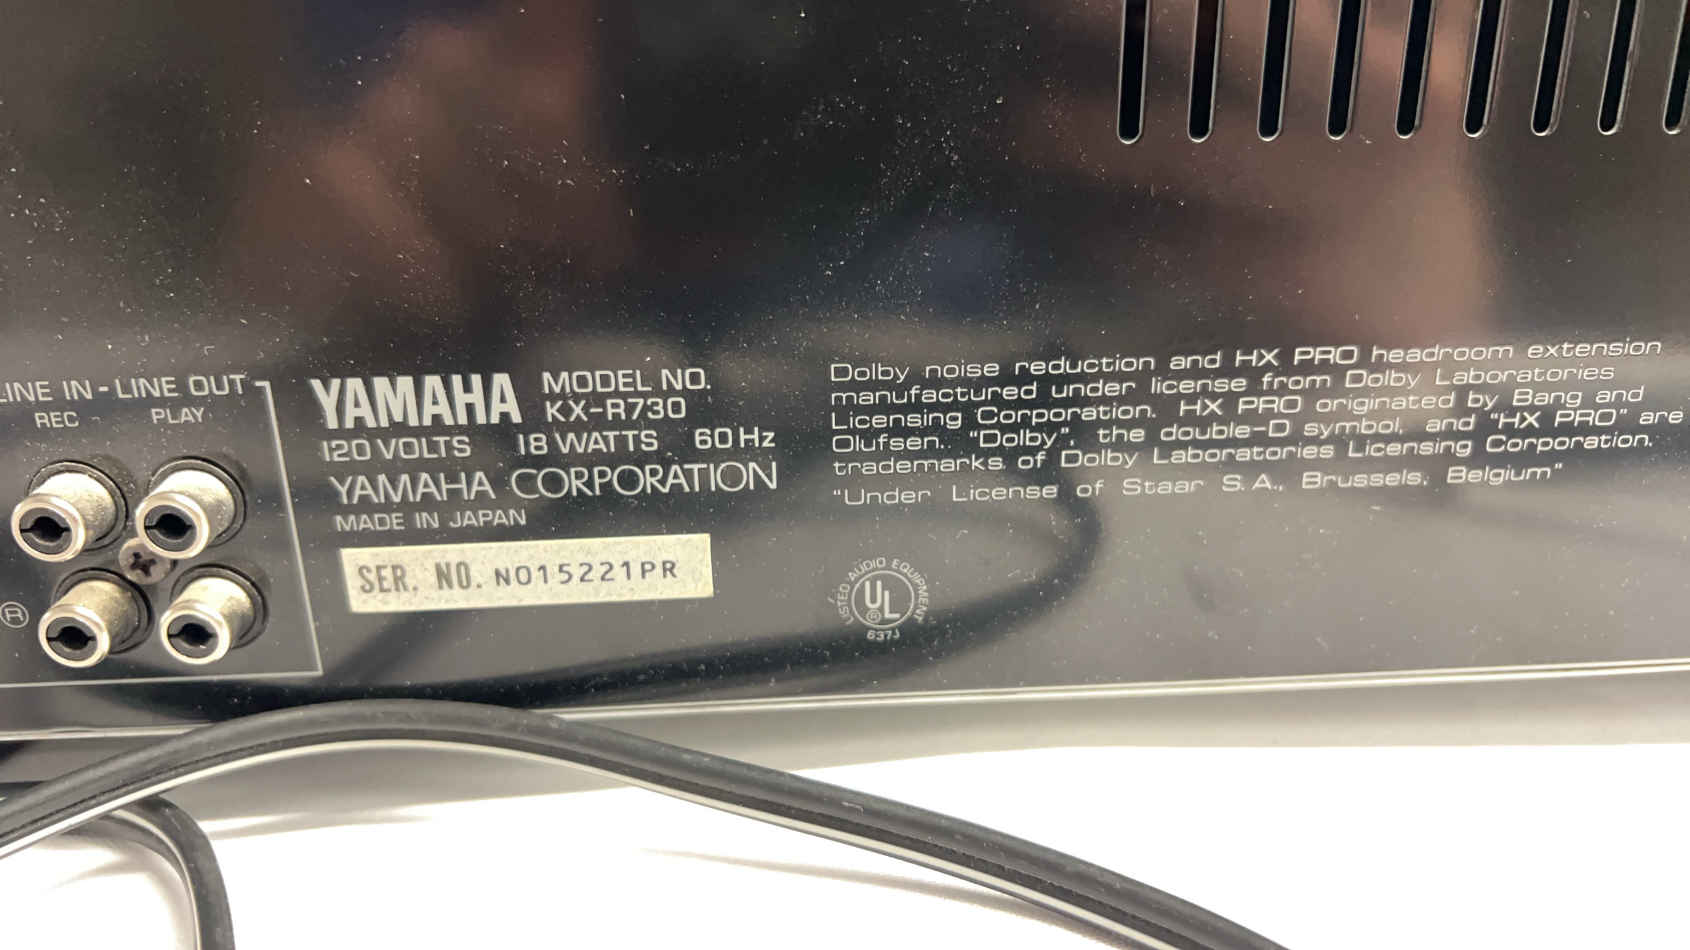 LINE IN - LINE OUT
REC PLAY
R
YAMAHA MODEL NO.
KX-R730
120 VOLTS 18 WATTS 60 Hz
YAMAHA CORPORATION
MADE IN JAPAN
SER. NO. NO15221PR
Dolby noise reduction and HX PRO headroom extension
manufactured under license from Dolby Laboratories
Licensing Corporation. HX PRO originated by Bang and
Olufsen. "Dolby", the double-D symbol, and "HX PRO" are
trademarks of Dolby Laboratories Licensing Corporation.
"Under License of Staar S.A., Brussels, Belgium"
LISTED AUDIO EQUIPMENT
UL
®
637J